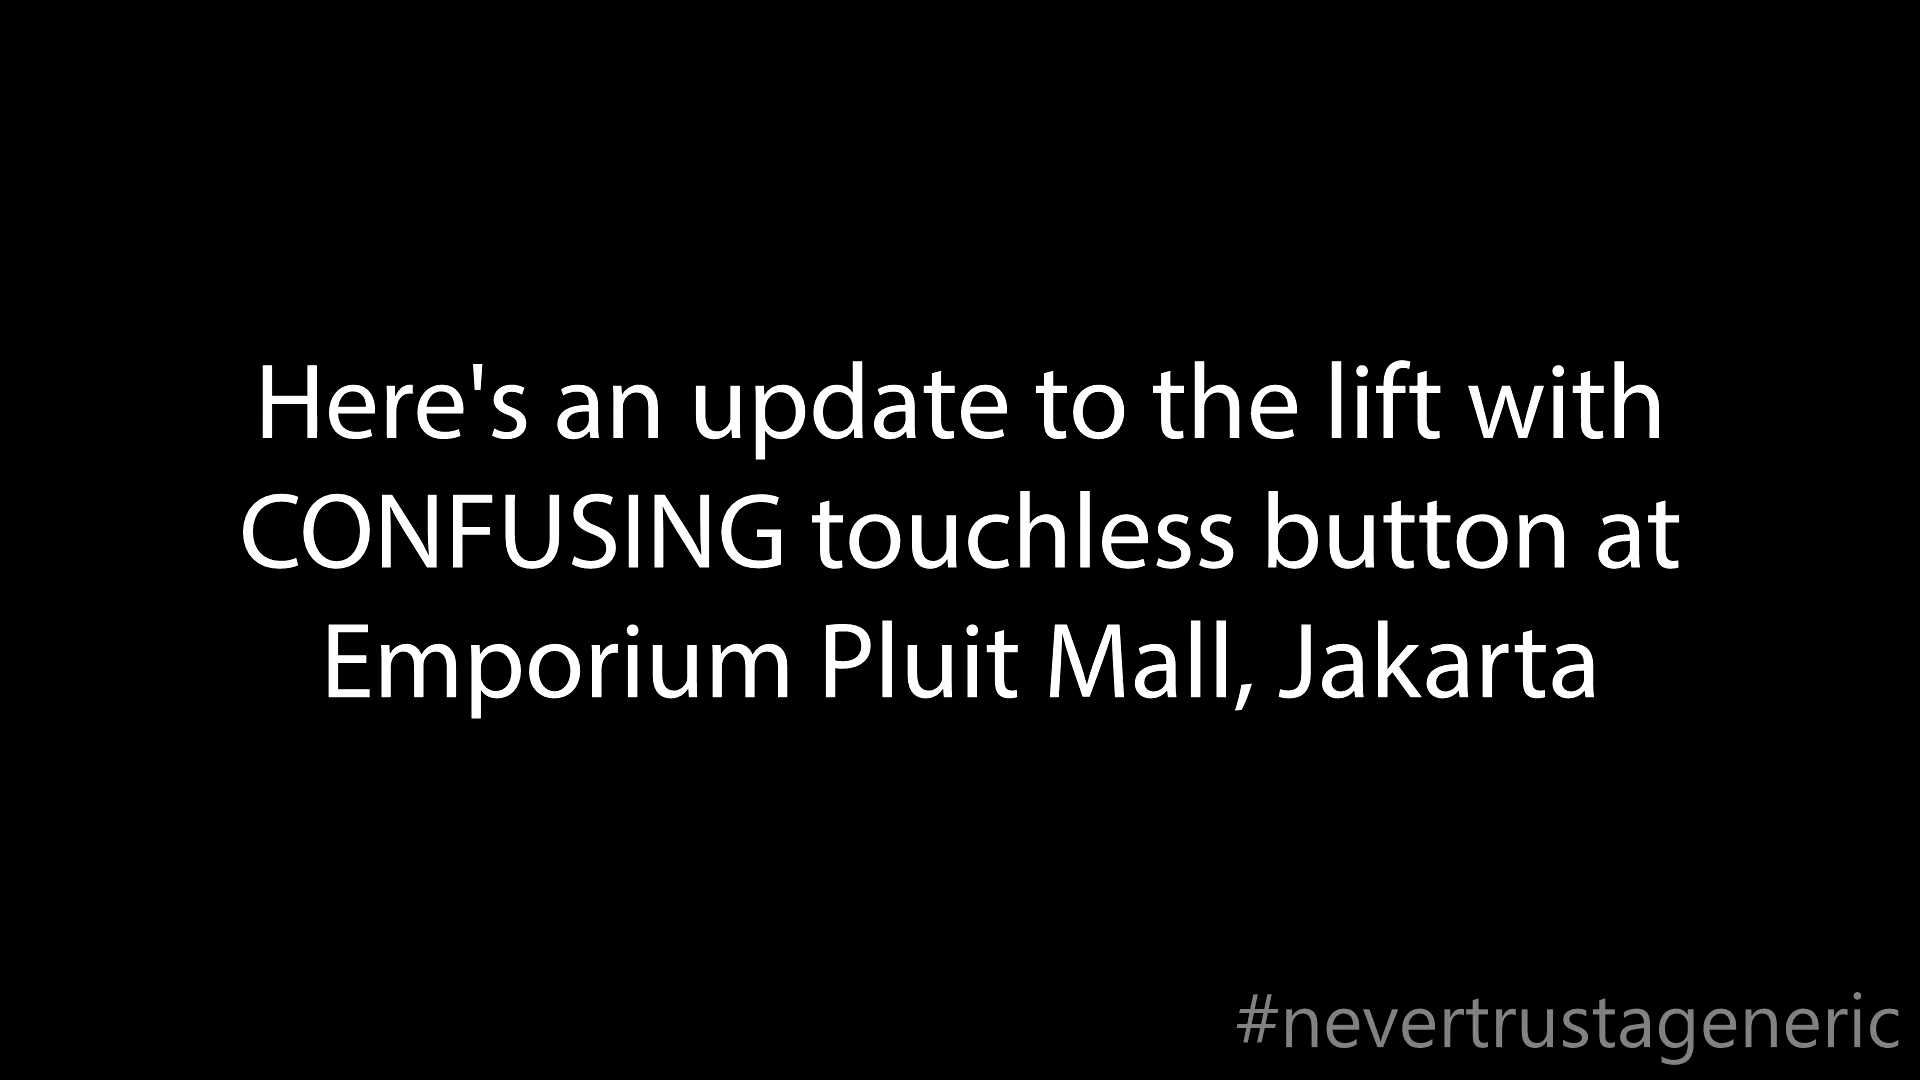 Here's an update to the lift with
CONFUSING touchless button at
Emporium Pluit Mall, Jakarta
#nevertrustageneric